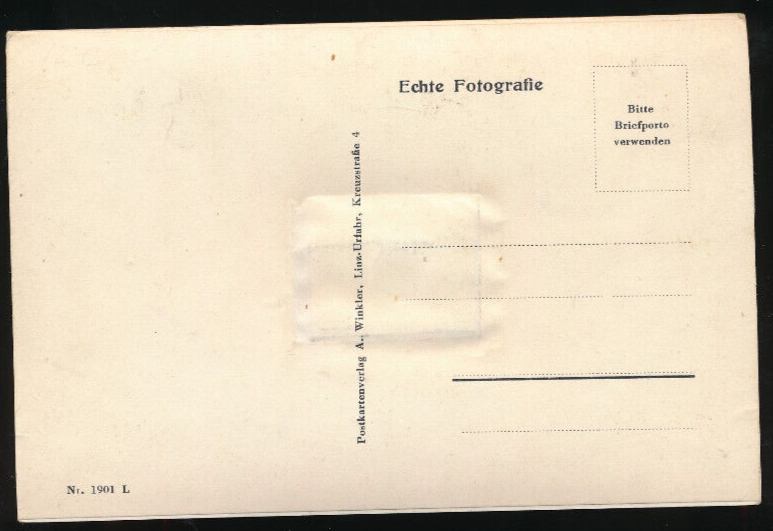 Echte Fotografie
Bitte
Briefporto
verwenden
Postkartenverlag A. Winkler, Linz-Urfahr, Kreuzstraße 4
Nr. 1901 L